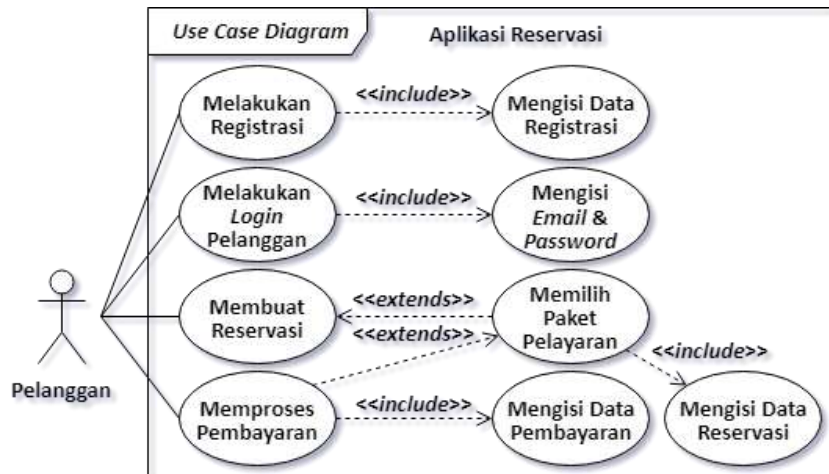 Use Case Diagram
Aplikasi Reservasi
Melakukan
Registrasi
<<include>>
Mengisi Data
Registrasi
Melakukan
Login
Pelanggan
<<include>>
Mengisi
Email &
Password
Pelanggan
Membuat
Reservasi
<<extends>>
<<extends>>
Memilih
Paket
Pelayaran
<<include>>
Memproses
Pembayaran
<<include>>
Mengisi Data
Pembayaran
Mengisi Data
Reservasi